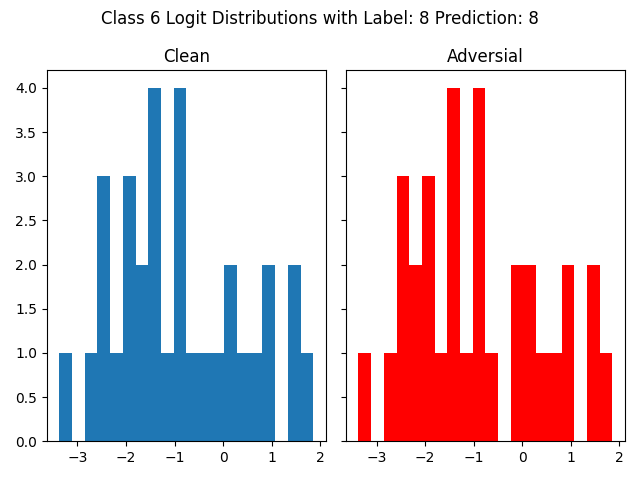 Class 6 Logit Distributions with Label: 8 Prediction: 8
Clean
Adversial
4.0
3.5
3.0
2.5
2.0
1.5
1.0
0.5
0.0
−3 −2 −1 0 1 2
−3 −2 −1 0 1 2